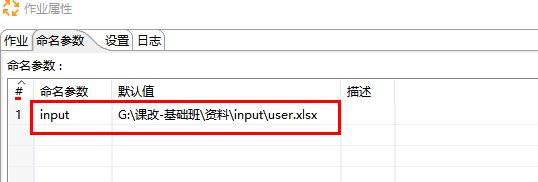 作业属性
作业 命名参数 设置 日志
命名参数：
# 命名参数 默认值 描述
1 input G:\课改-基础班\资料\input\user.xlsx